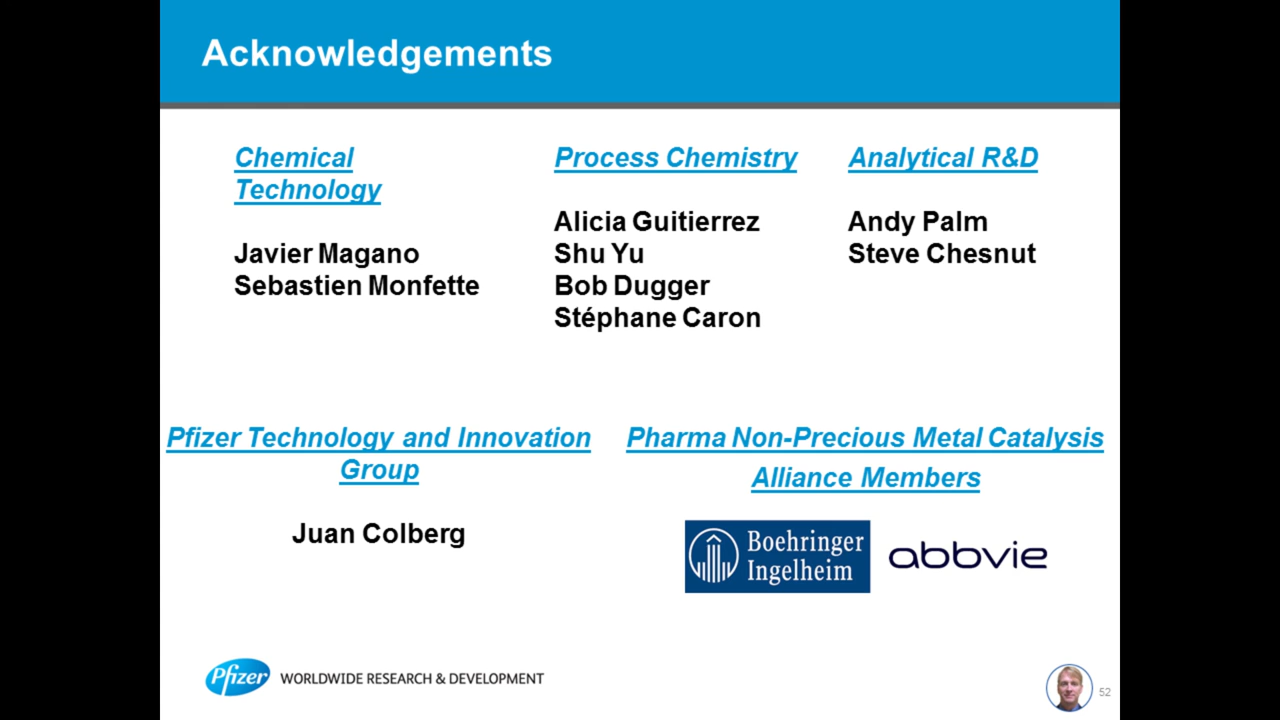 Acknowledgements
Chemical
Technology
Javier Magano
Sebastien Monfette
Process Chemistry
Alicia Guitierrez
Shu Yu
Bob Dugger
Stéphane Caron
Analytical R&D
Andy Palm
Steve Chesnut
Pfizer Technology and Innovation
Group
Juan Colberg
Pharma Non-Precious Metal Catalysis
Alliance Members
Boehringer
Ingelheim
abbvie
Pfizer
WORLDWIDE RESEARCH & DEVELOPMENT
52